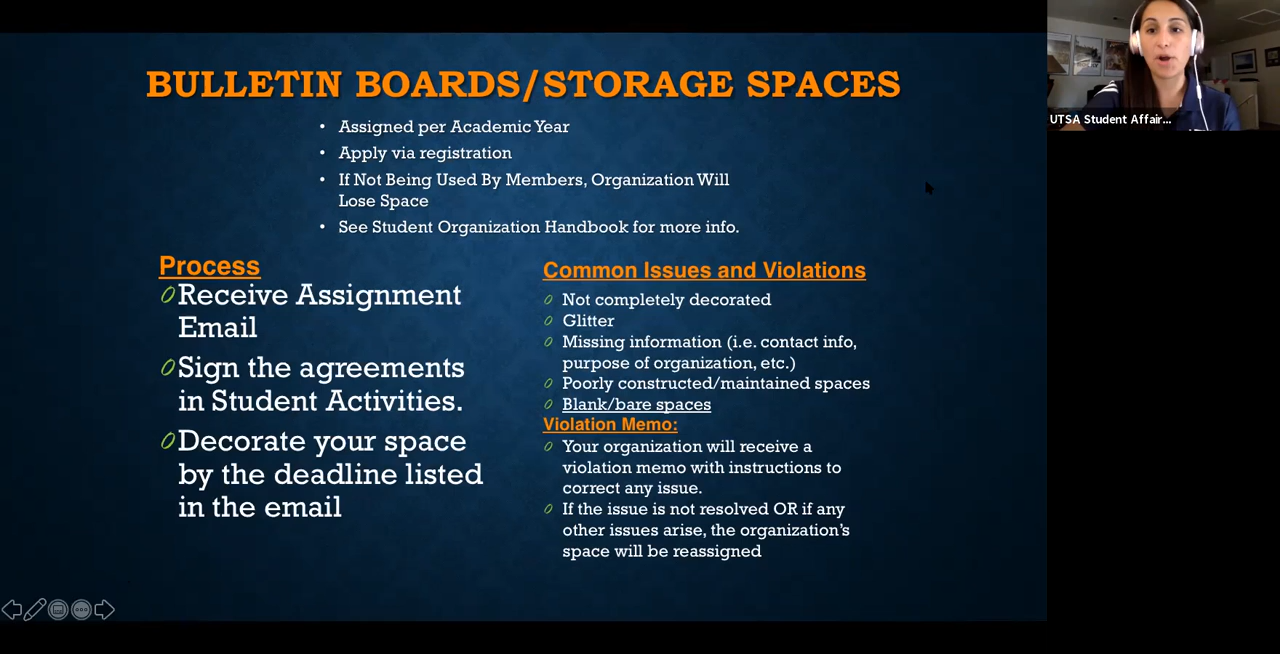 BULLETIN BOARDS/STORAGE SPACES
• Assigned per Academic Year
• Apply via registration
• If Not Being Used By Members, Organization Will
Lose Space
• See Student Organization Handbook for more info.
Process
Receive Assignment
Email
Sign the agreements
in Student Activities.
Decorate your space
by the deadline listed
in the email
Common Issues and Violations
Not completely decorated
Glitter
Missing information (i.e. contact info,
purpose of organization, etc.)
Poorly constructed/maintained spaces
Blank/bare spaces
Violation Memo:
Your organization will receive a
violation memo with instructions to
correct any issue.
If the issue is not resolved OR if any
other issues arise, the organization's
space will be reassigned
UTSA Student Affair...